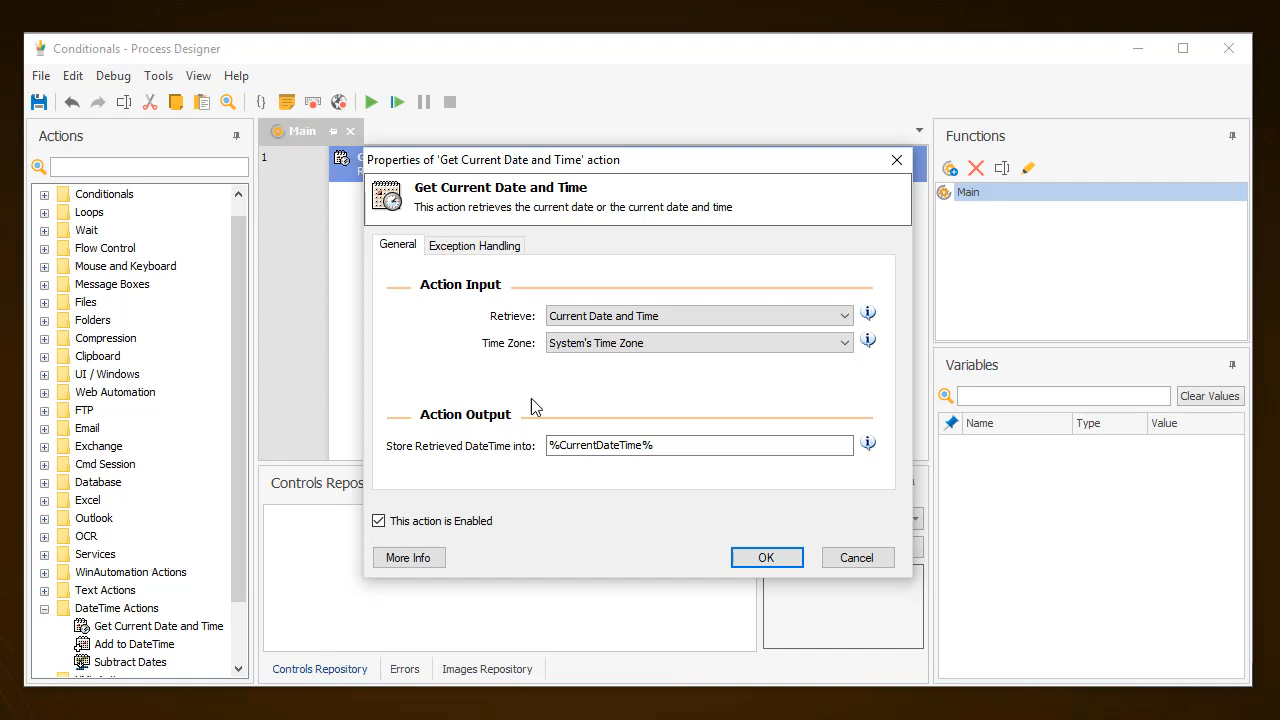 Conditionals - Process Designer
File Edit Debug Tools View Help
Actions
Conditionals
Loops
Wait
Flow Control
Mouse and Keyboard
Message Boxes
Files
Folders
Compression
Clipboard
UI / Windows
Web Automation
FTP
Email
Exchange
Cmd Session
Database
Excel
Outlook
OCR
Services
WinAutomation Actions
Text Actions
DateTime Actions
Get Current Date and Time
Add to DateTime
Subtract Dates
Main
1
Properties of 'Get Current Date and Time' action
Get Current Date and Time
This action retrieves the current date or the current date and time
General Exception Handling
Action Input
Retrieve: Current Date and Time
Time Zone: System's Time Zone
Action Output
Store Retrieved DateTime into: %CurrentDateTime%
This action is Enabled
More Info OK Cancel
Controls Repo
Controls Repository Errors Images Repository
Functions
Main
Variables
Clear Values
Name Type Value